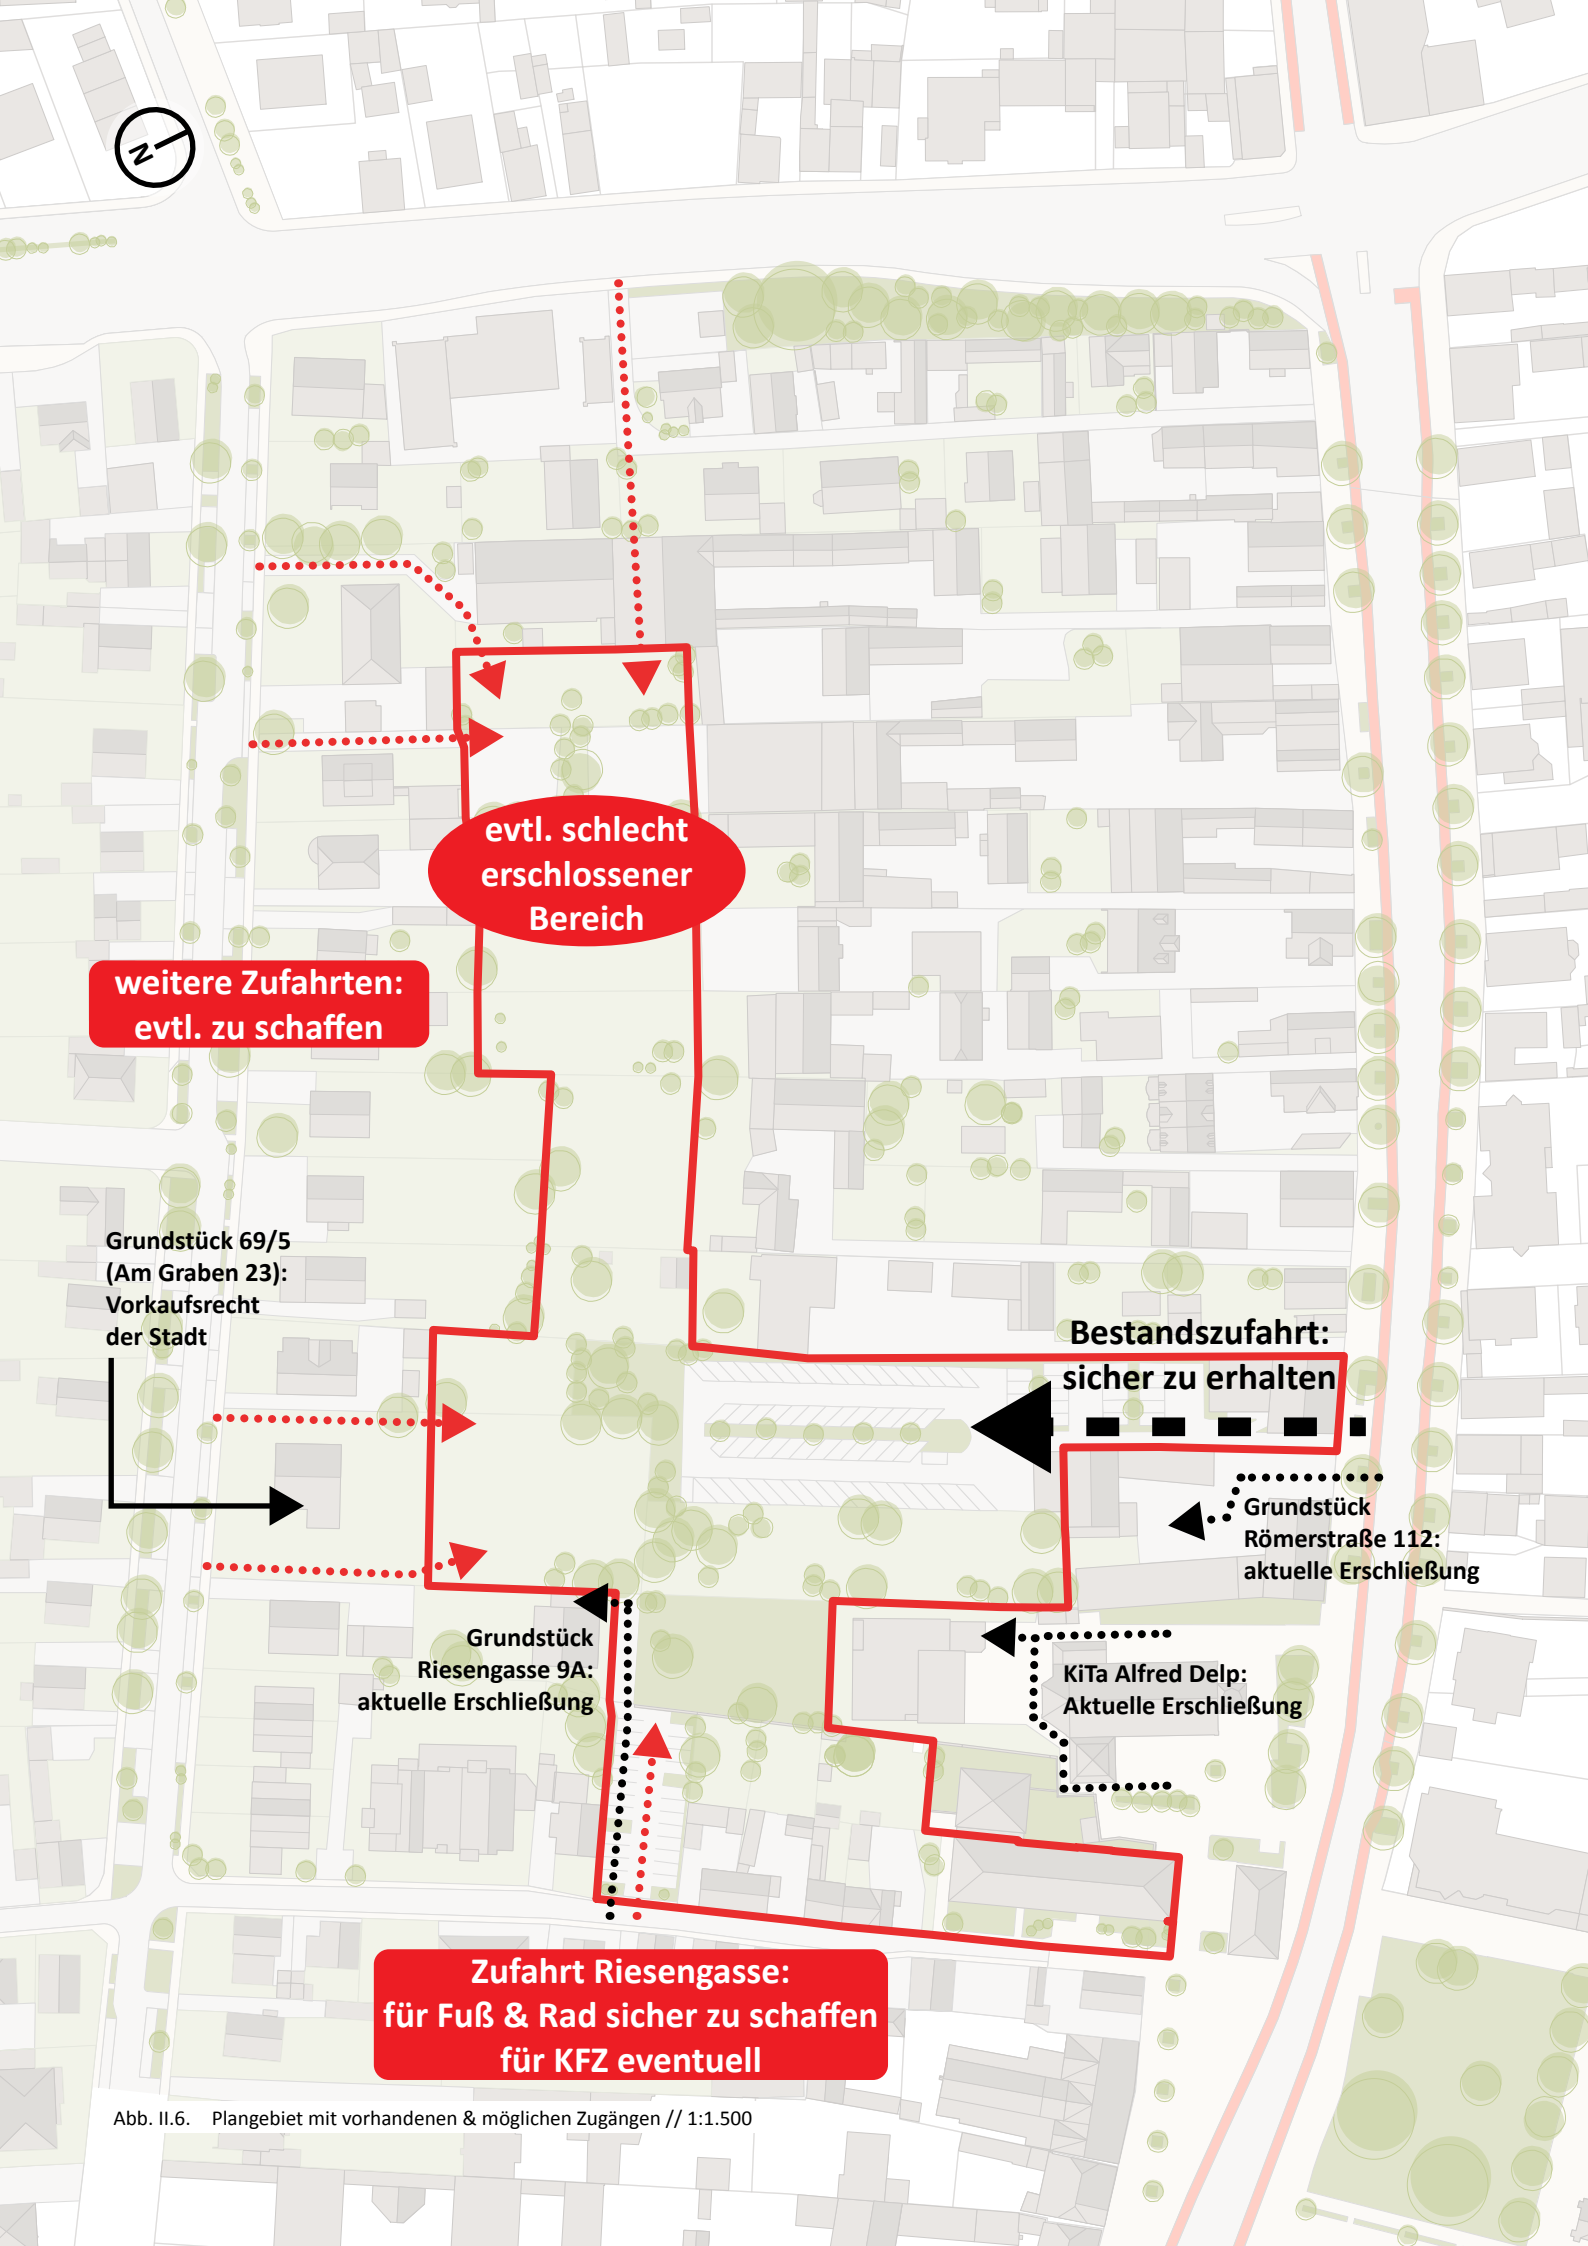 N
evtl. schlecht
erschlossener
Bereich
weitere Zufahrten:
evtl. zu schaffen
Grundstück 69/5
(Am Graben 23):
Vorkaufsrecht
der Stadt
Bestandszufahrt:
sicher zu erhalten
Grundstück
Römerstraße 112:
aktuelle Erschließung
Grundstück
Riesengasse 9A:
aktuelle Erschließung
KiTa Alfred Delp:
Aktuelle Erschließung
Zufahrt Riesengasse:
für Fuß & Rad sicher zu schaffen
für KFZ eventuell
Abb. II.6. Plangebiet mit vorhandenen & möglichen Zugängen // 1:1.500